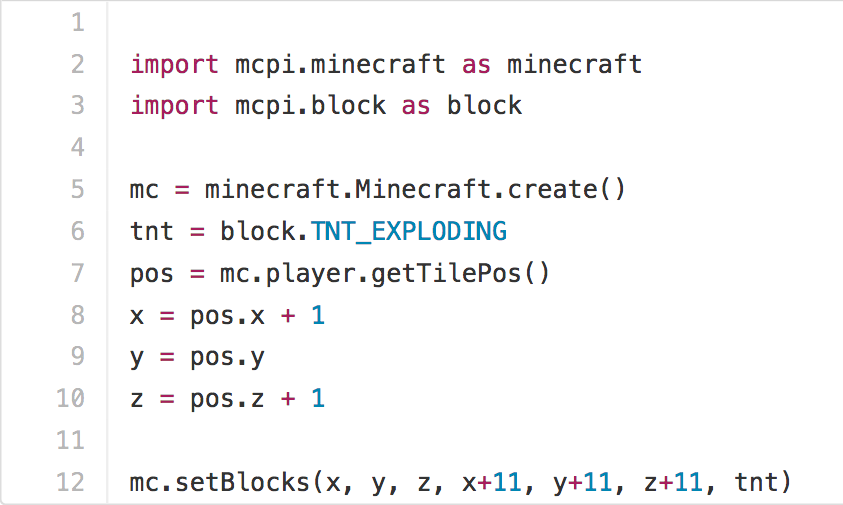 1
2 import mcpi.minecraft as minecraft
3 import mcpi.block as block
4
5 mc = minecraft.Minecraft.create()
6 tnt = block.TNT_EXPLODING
7 pos = mc.player.getTilePos()
8 x = pos.x + 1
9 y = pos.y
10 z = pos.z + 1
11
12 mc.setBlocks(x, y, z, x+11, y+11, z+11, tnt)